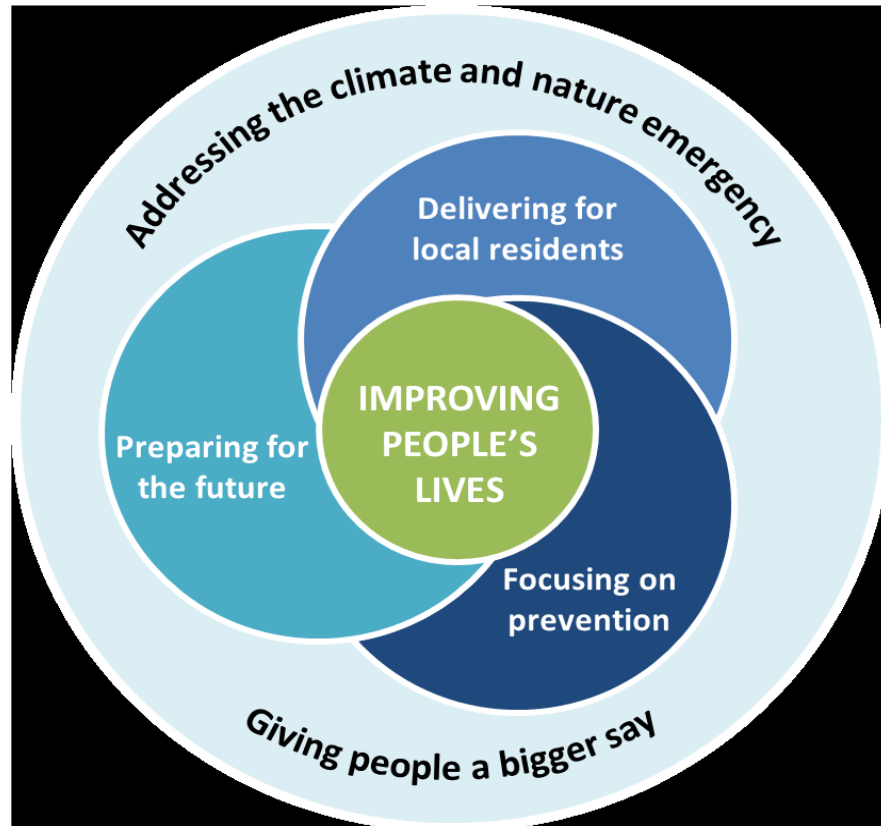 Addressing the climate and nature emergency
Delivering for
local residents
IMPROVING
PEOPLE’S
LIVES
Preparing for
the future
Focusing on
prevention
Giving people a bigger say